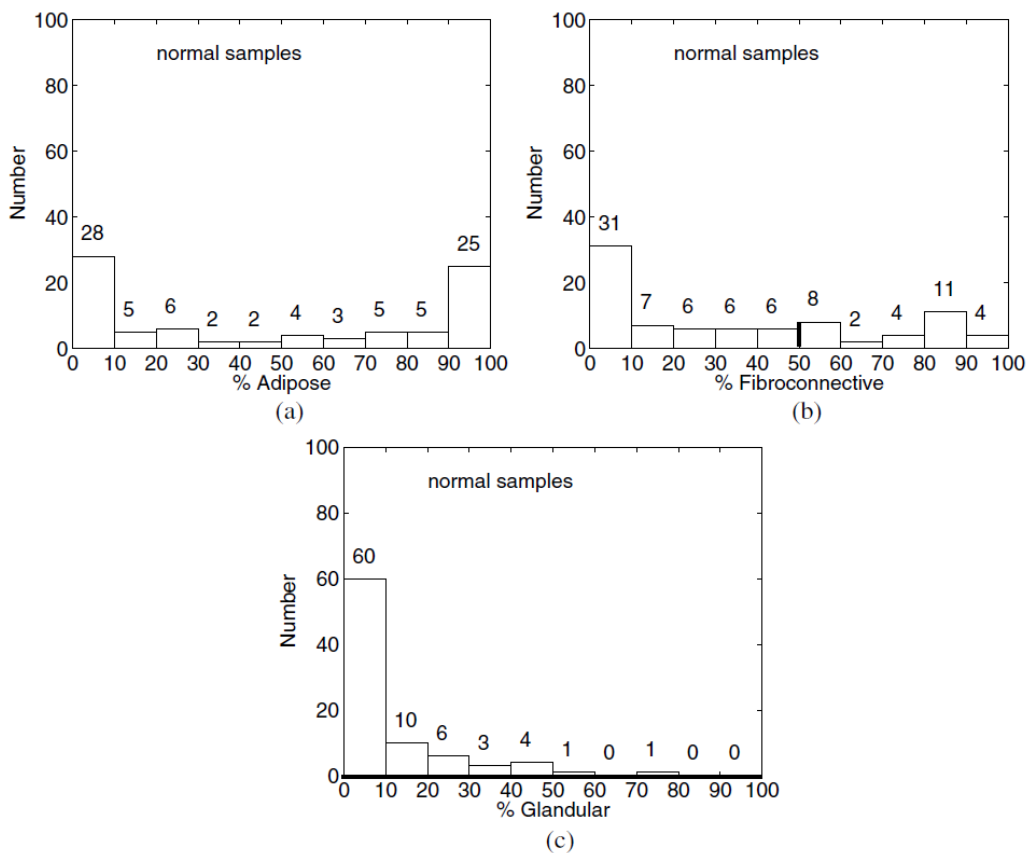 100
normal samples
80
60
Number
40
28
25
20
5 6 2 2 4 3 5 5
0
0 10 20 30 40 50 60 70 80 90 100
% Adipose
(a)
100
normal samples
80
60
Number
40
31
20
7 6 6 6 8 2 4 11 4
0
0 10 20 30 40 50 60 70 80 90 100
% Fibroconnective
(b)
100
normal samples
80
60
60
Number
40
20
10 6 3 4 1 0 1 0 0
0
0 10 20 30 40 50 60 70 80 90 100
% Glandular
(c)